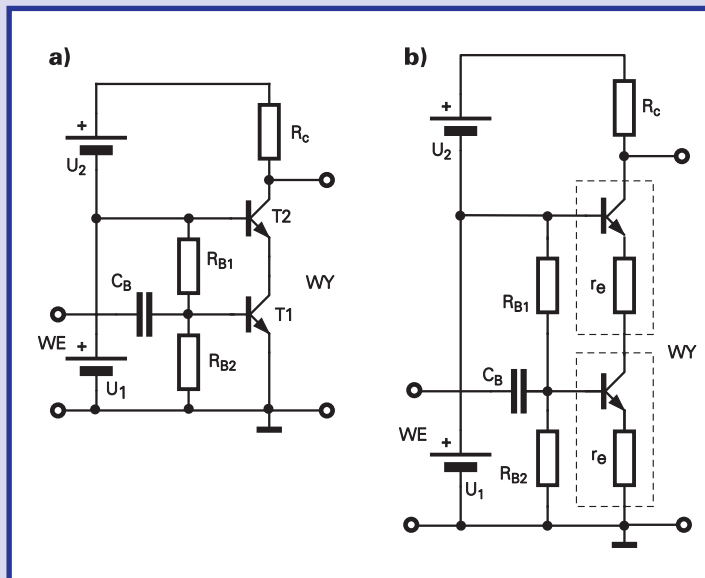 a)
+
U2
Rc
T2
RB1
CB
WY
T1
WE
+
RB2
U1
b)
+
U2
Rc
re
RB1
WY
CB
WE
+
RB2
re
U1